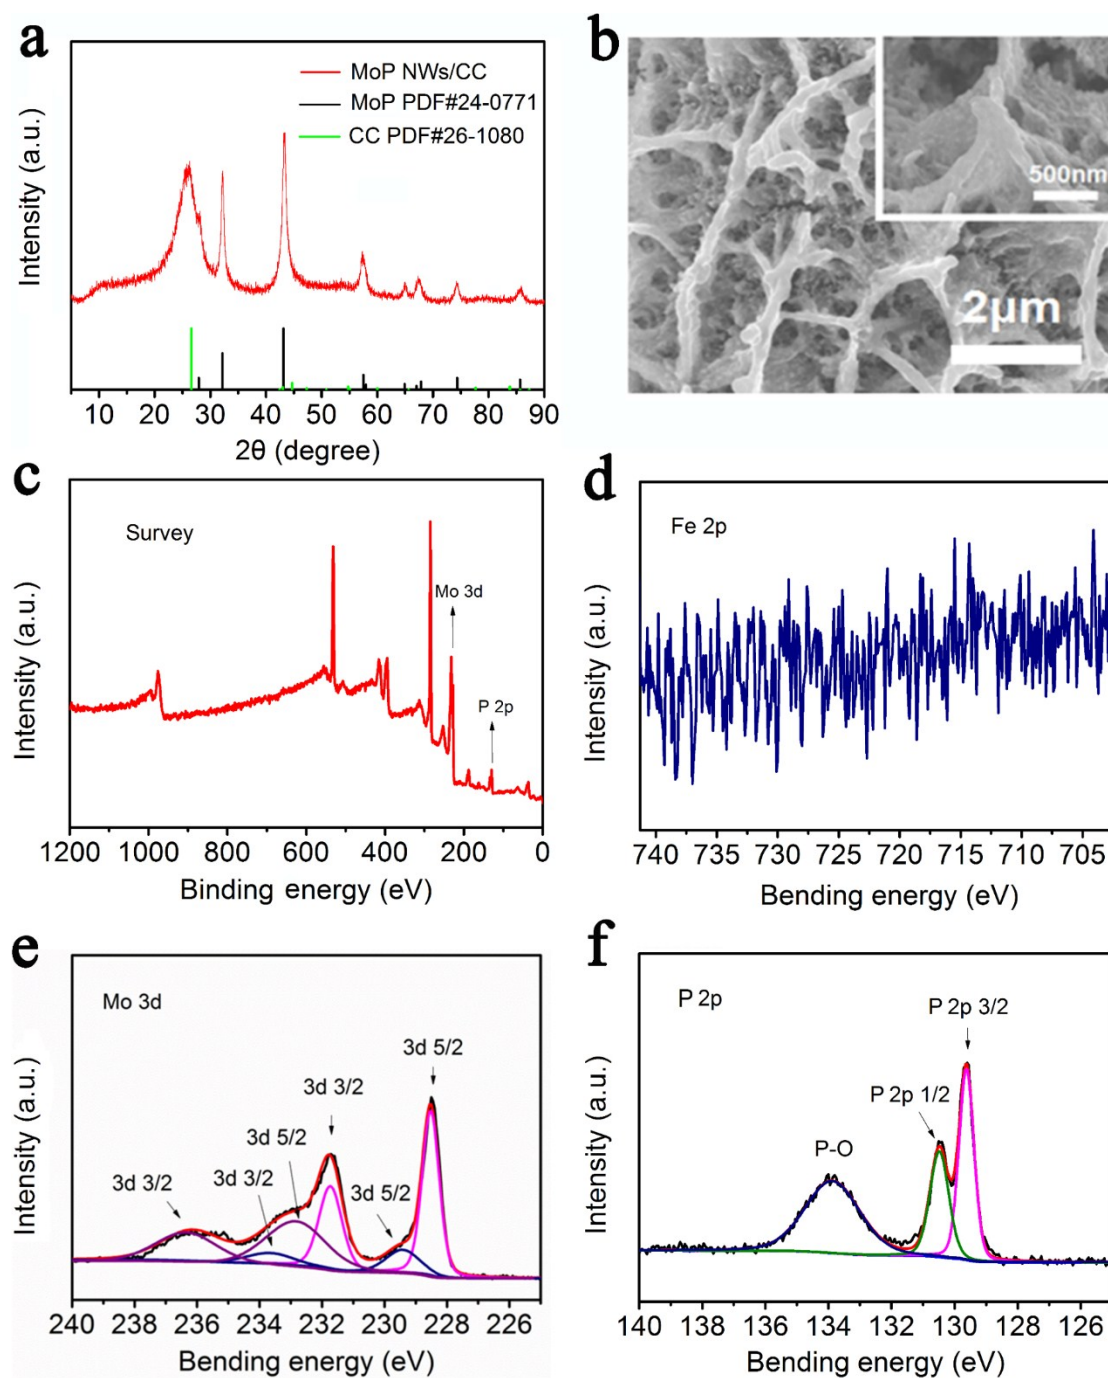 a
MoP NWs/CC
MoP PDF#24-0771
CC PDF#26-1080
Intensity (a.u.)
10 20 30 40 50 60 70 80 90
2θ (degree)
b
500nm
2μm
c
Survey
Mo 3d
P 2p
Intensity (a.u.)
1200 1000 800 600 400 200 0
Binding energy (eV)
d
Fe 2p
Intensity (a.u.)
740 735 730 725 720 715 710 705
Bending energy (eV)
e
Mo 3d
3d 5/2
3d 3/2
3d 5/2
3d 3/2
3d 3/2
3d 5/2
Intensity (a.u.)
240 238 236 234 232 230 228 226
Bending energy (eV)
f
P 2p
P 2p 3/2
P 2p 1/2
P-O
Intensity (a.u.)
140 138 136 134 132 130 128 126
Bending energy (eV)